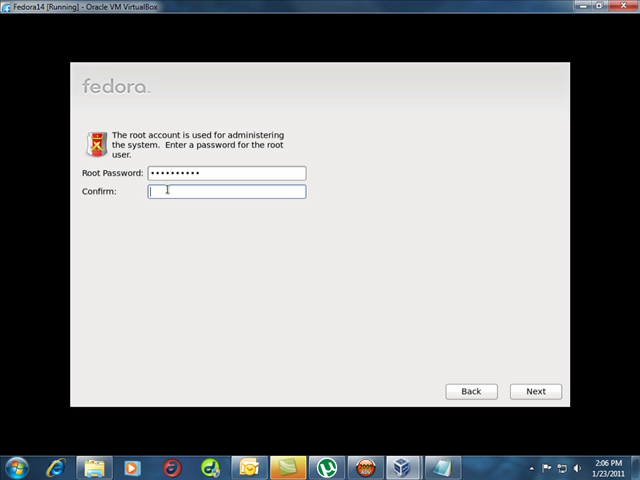 Fedora14 [Running] - Oracle VM VirtualBox
fedora
The root account is used for administering
the system. Enter a password for the root
user.
Root Password: ••••••••••
Confirm:
Back
Next
2:06 PM
1/23/2011